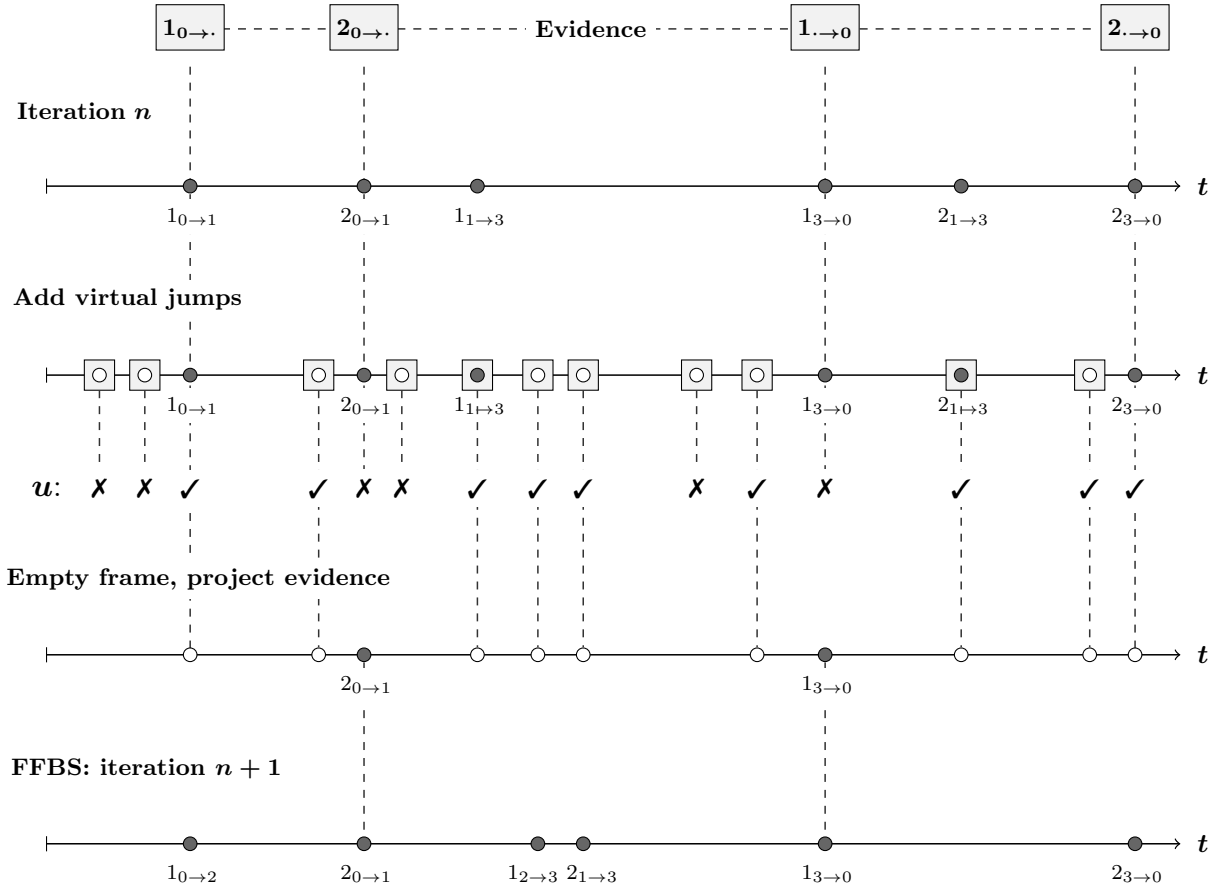 1₀→. 2₀→. Evidence 1.→₀ 2.→₀
Iteration n
t
1₀→₁ 2₀→₁ 1₁→₃ 1₃→₀ 2₁→₃ 2₃→₀
Add virtual jumps
t
1₀→₁ 2₀→₁ 1₁→₃ 1₃→₀ 2₁→₃ 2₃→₀
u: ✗ ✗ ✓ ✓ ✗ ✗ ✓ ✓ ✓ ✗ ✓ ✗ ✓ ✓ ✓
Empty frame, project evidence
t
2₀→₁ 1₃→₀
FFBS: iteration n + 1
t
1₀→₂ 2₀→₁ 1₂→₃ 2₁→₃ 1₃→₀ 2₃→₀